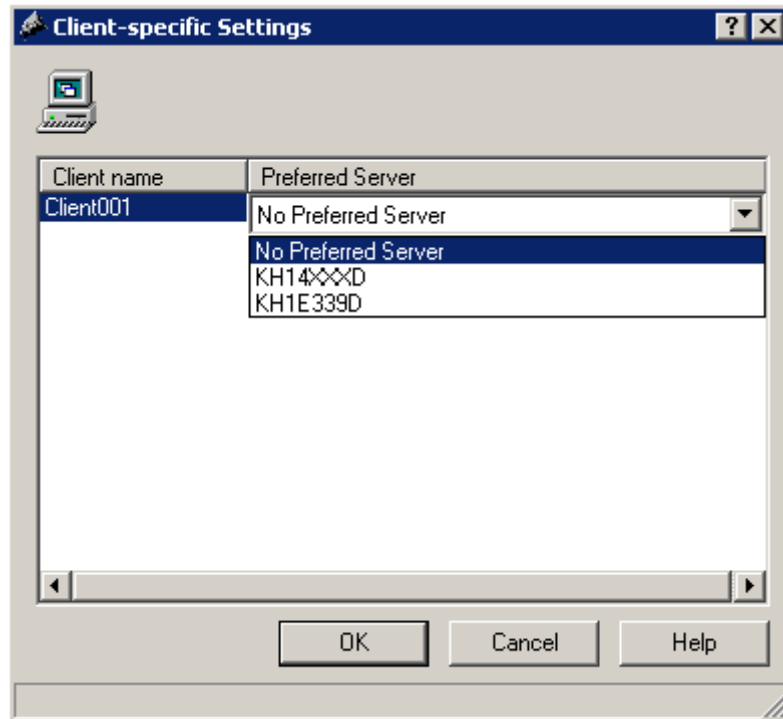 Client-specific Settings
Client name Preferred Server
Client001 No Preferred Server
No Preferred Server
KH14XXXD
KH1E339D
OK Cancel Help